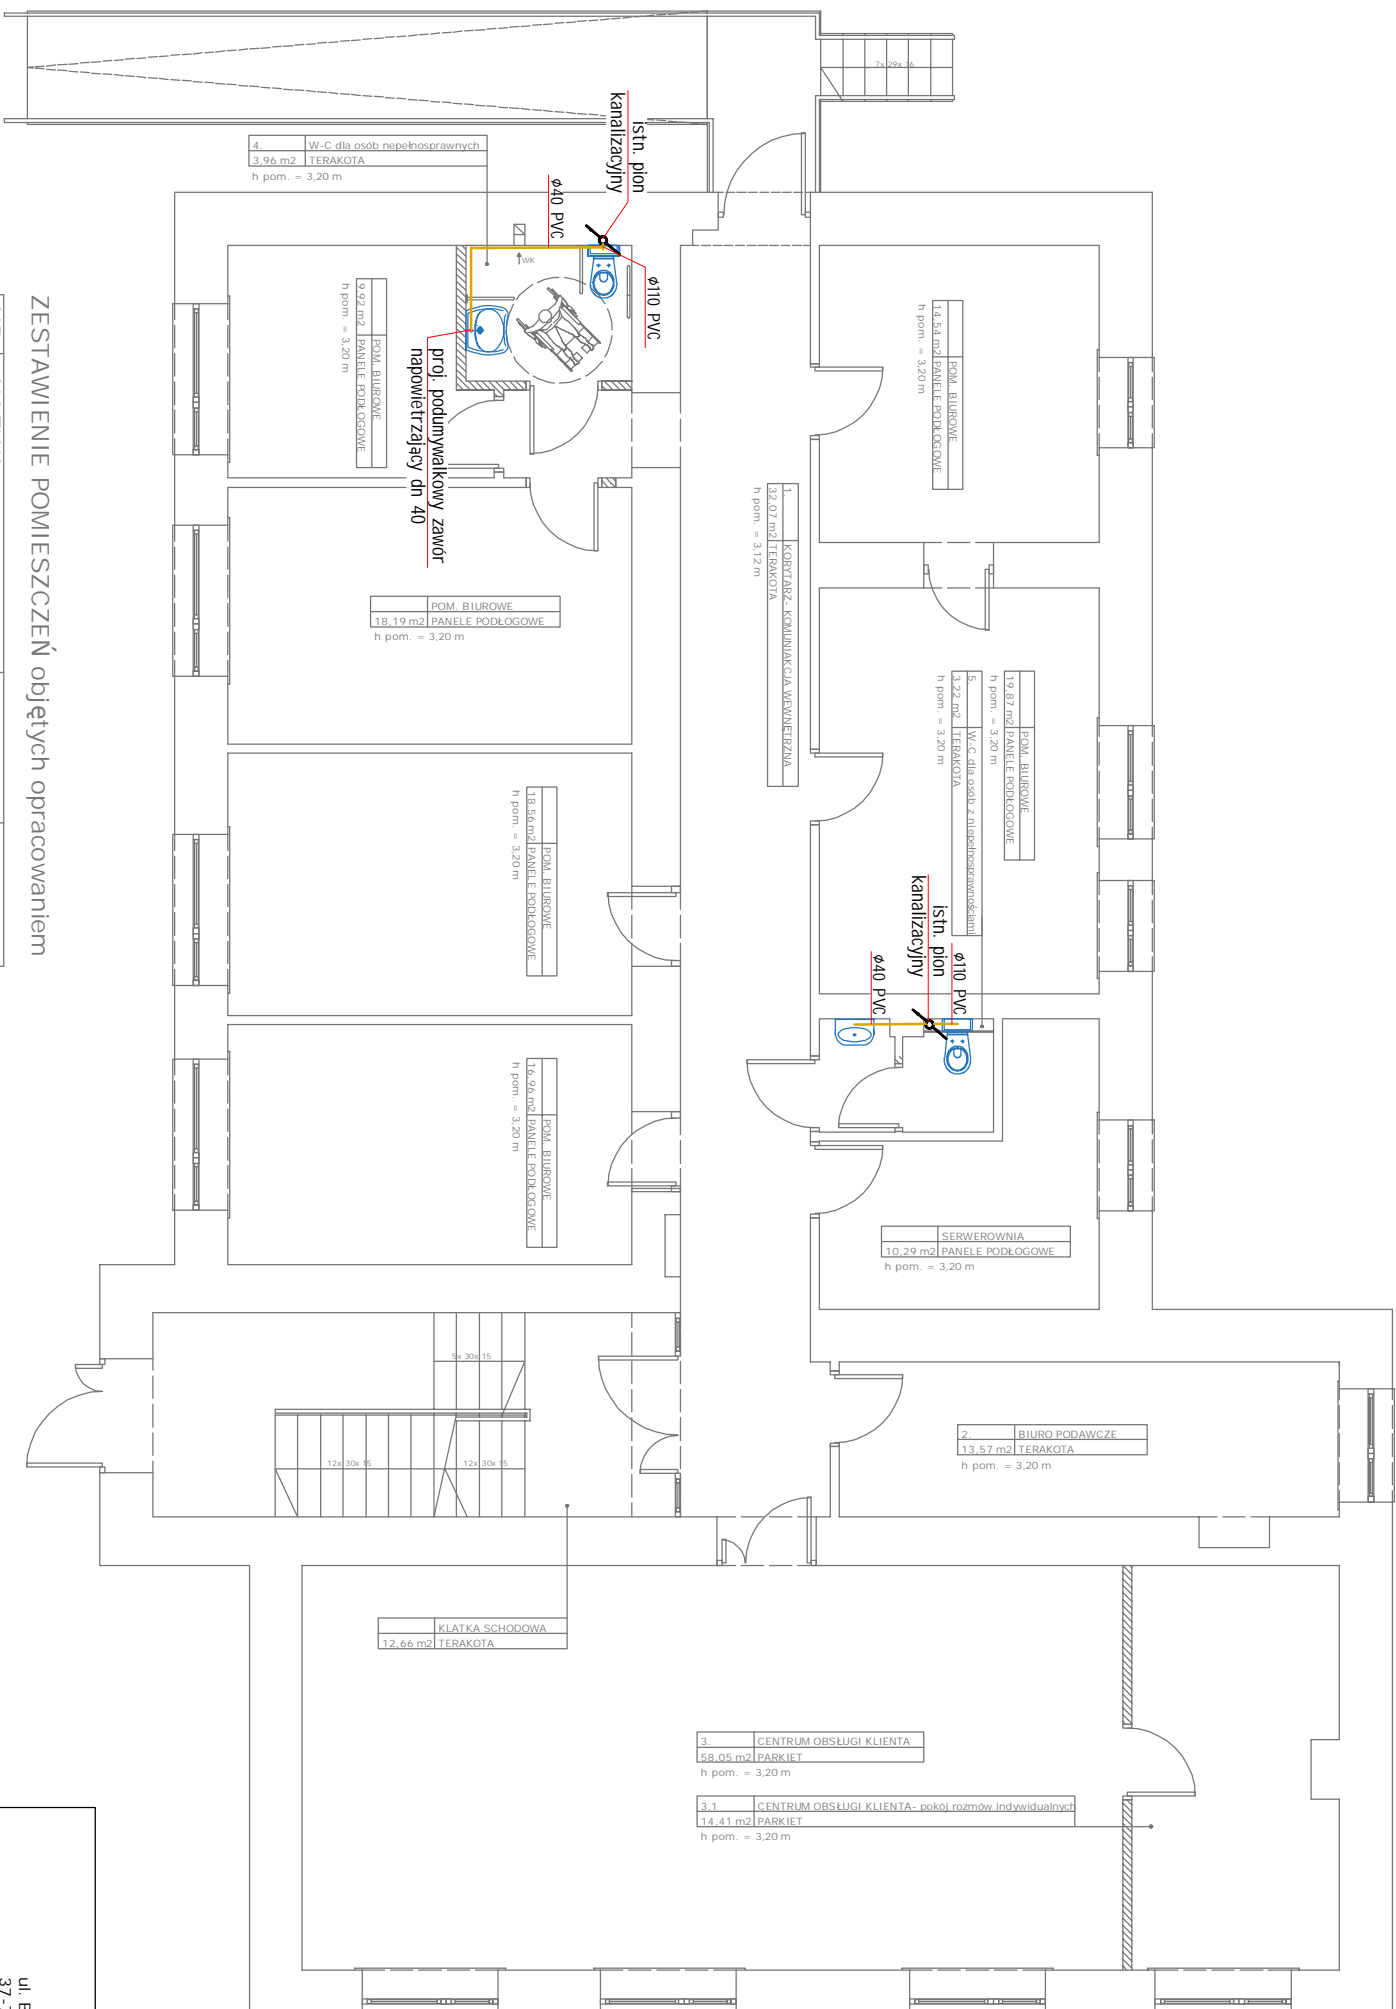 7x 29x 16
istn. pion
kanalizacyjny
4. W-C dla osób nepełnosprawnych
3,96 m2 TERAKOTA
h pom. = 3,20 m
ø40 PVC
ø110 PVC
WK
proj. podumywalkowy zawór
napowietrzający dn 40
POM. BIUROWE
9,92 m2 PANELE PODŁOGOWE
h pom. = 3,20 m
POM. BIUROWE
14,54 m2 PANELE PODŁOGOWE
h pom. = 3,20 m
1. KORYTARZ - KOMUNIAKCJA WEWNĘTRZNA
32,07 m2 TERAKOTA
h pom. = 3,12 m
POM. BIUROWE
18,19 m2 PANELE PODŁOGOWE
h pom. = 3,20 m
POM. BIUROWE
19,87 m2 PANELE PODŁOGOWE
h pom. = 3,20 m
5. W-C dla osób z niepełnosprawnościami
3,22 m2 TERAKOTA
h pom. = 3,20 m
istn. pion
kanalizacyjny
ø110 PVC
ø40 PVC
POM. BIUROWE
18,56 m2 PANELE PODŁOGOWE
h pom. = 3,20 m
POM. BIUROWE
16,96 m2 PANELE PODŁOGOWE
h pom. = 3,20 m
SERWEROWNIA
10,29 m2 PANELE PODŁOGOWE
h pom. = 3,20 m
5x 30x 15
12x 30x 15
12x 30x 15
2. BIURO PODAWCZE
13,57 m2 TERAKOTA
h pom. = 3,20 m
KLATKA SCHODOWA
12,66 m2 TERAKOTA
3. CENTRUM OBSŁUGI KLIENTA
58,05 m2 PARKIET
h pom. = 3,20 m
3.1 CENTRUM OBSŁUGI KLIENTA- pokój rozmów indywidualnych
14,41 m2 PARKIET
h pom. = 3,20 m
ZESTAWIENIE POMIESZCZEŃ objętych opracowaniem
ul.
37-